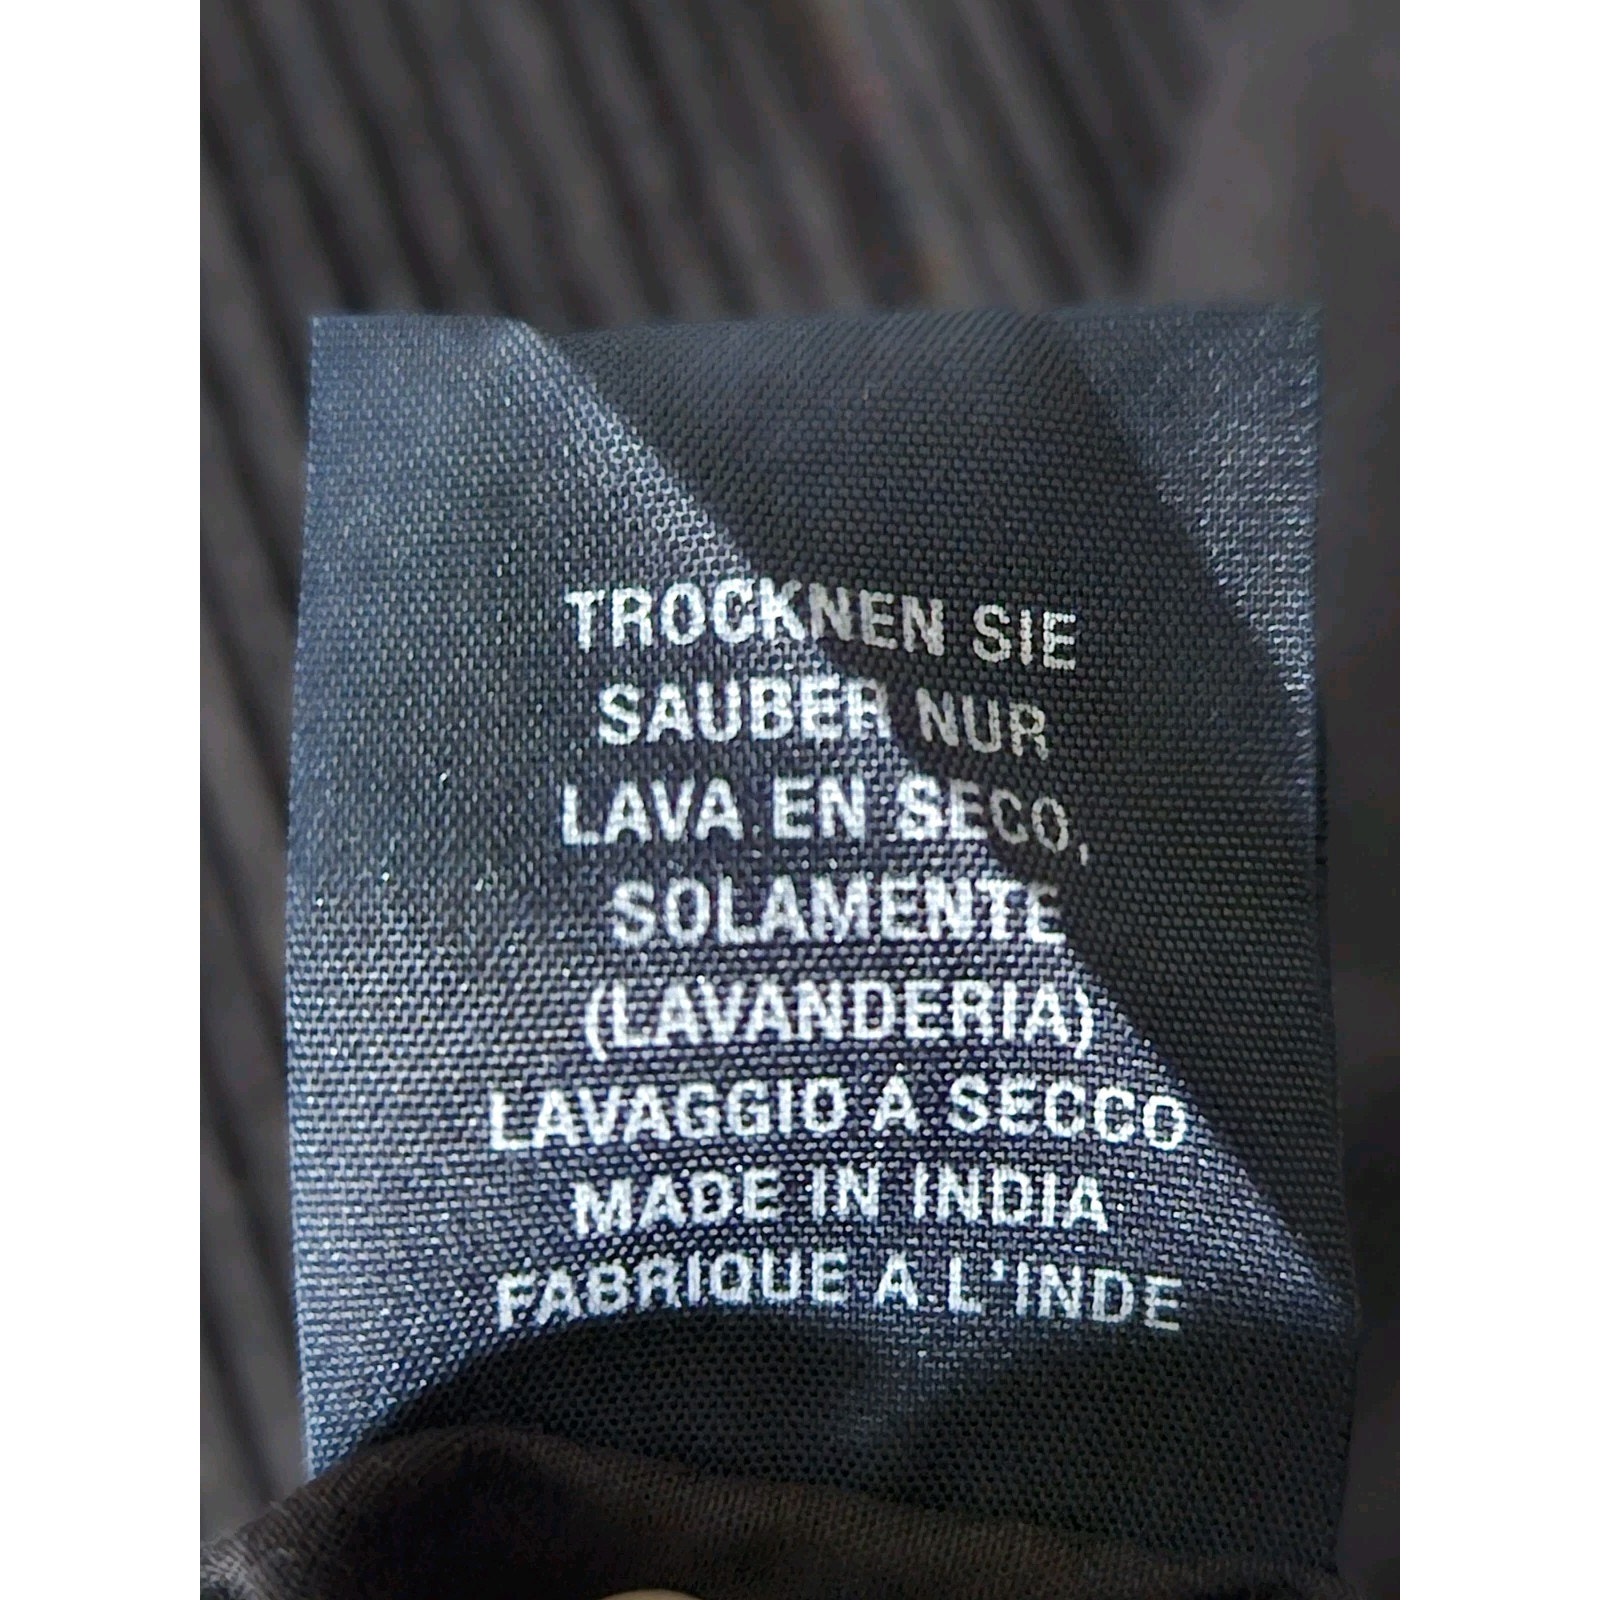 TROCKNEN SIE
SAUBER NUR
LAVA EN SECO,
SOLAMENTE
(LAVANDERIA)
LAVAGGIO A SECCO
MADE IN INDIA
FABRIQUE A L'INDE